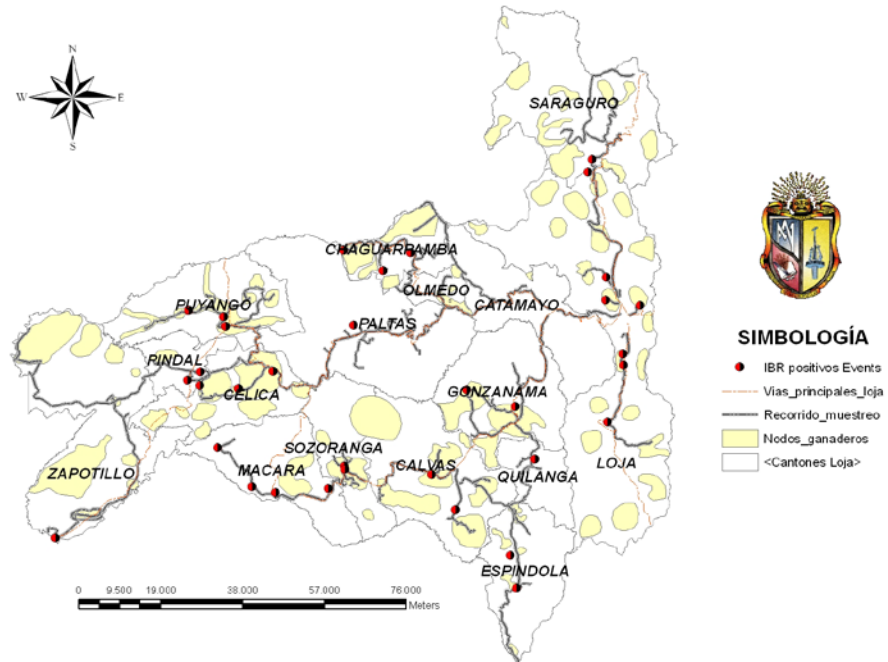 N
W E
S
SARAGURO
CHAGUARPAMBA
OLMEDO
CATAMAYO
PUYANGO
PALTAS
PINDAL
CELICA
GONZANAMA
SOZORANGA
CALVAS
LOJA
ZAPOTILLO
MACARA
QUILANGA
ESPINDOLA
0 9.500 19.000 38.000 57.000 76.000
Meters
SIMBOLOGÍA
IBR positivos Events
Vias_principales_loja
Recorrido_muestreo
Nodos_ganaderos
<Cantones Loja>